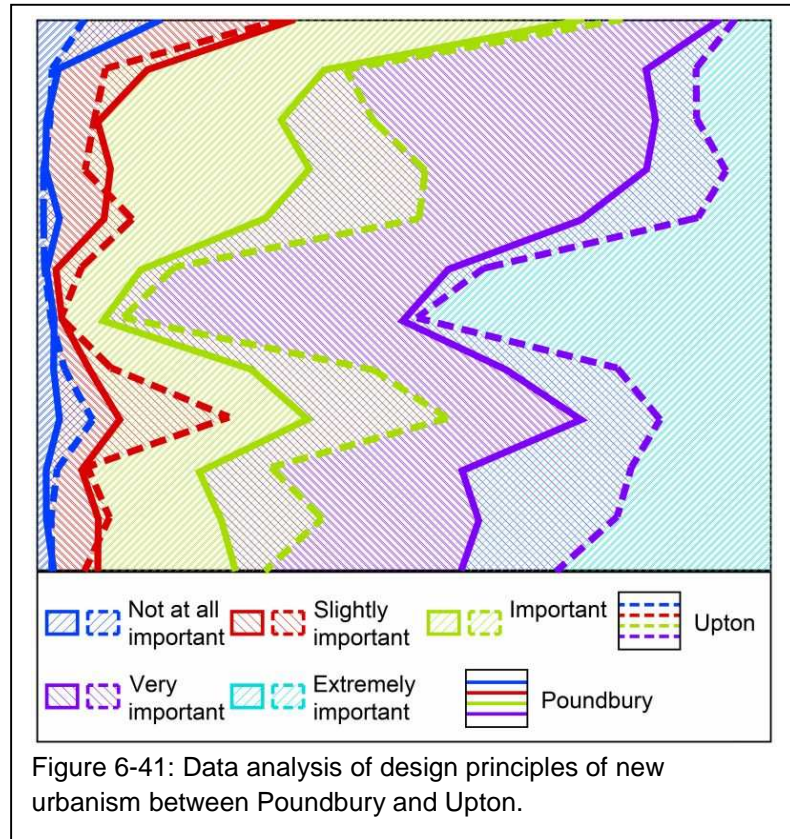 Not at all
important
Slightly
important
Important
Upton
Very
important
Extremely
important
Poundbury
Figure 6-41: Data analysis of design principles of new
urbanism between Poundbury and Upton.